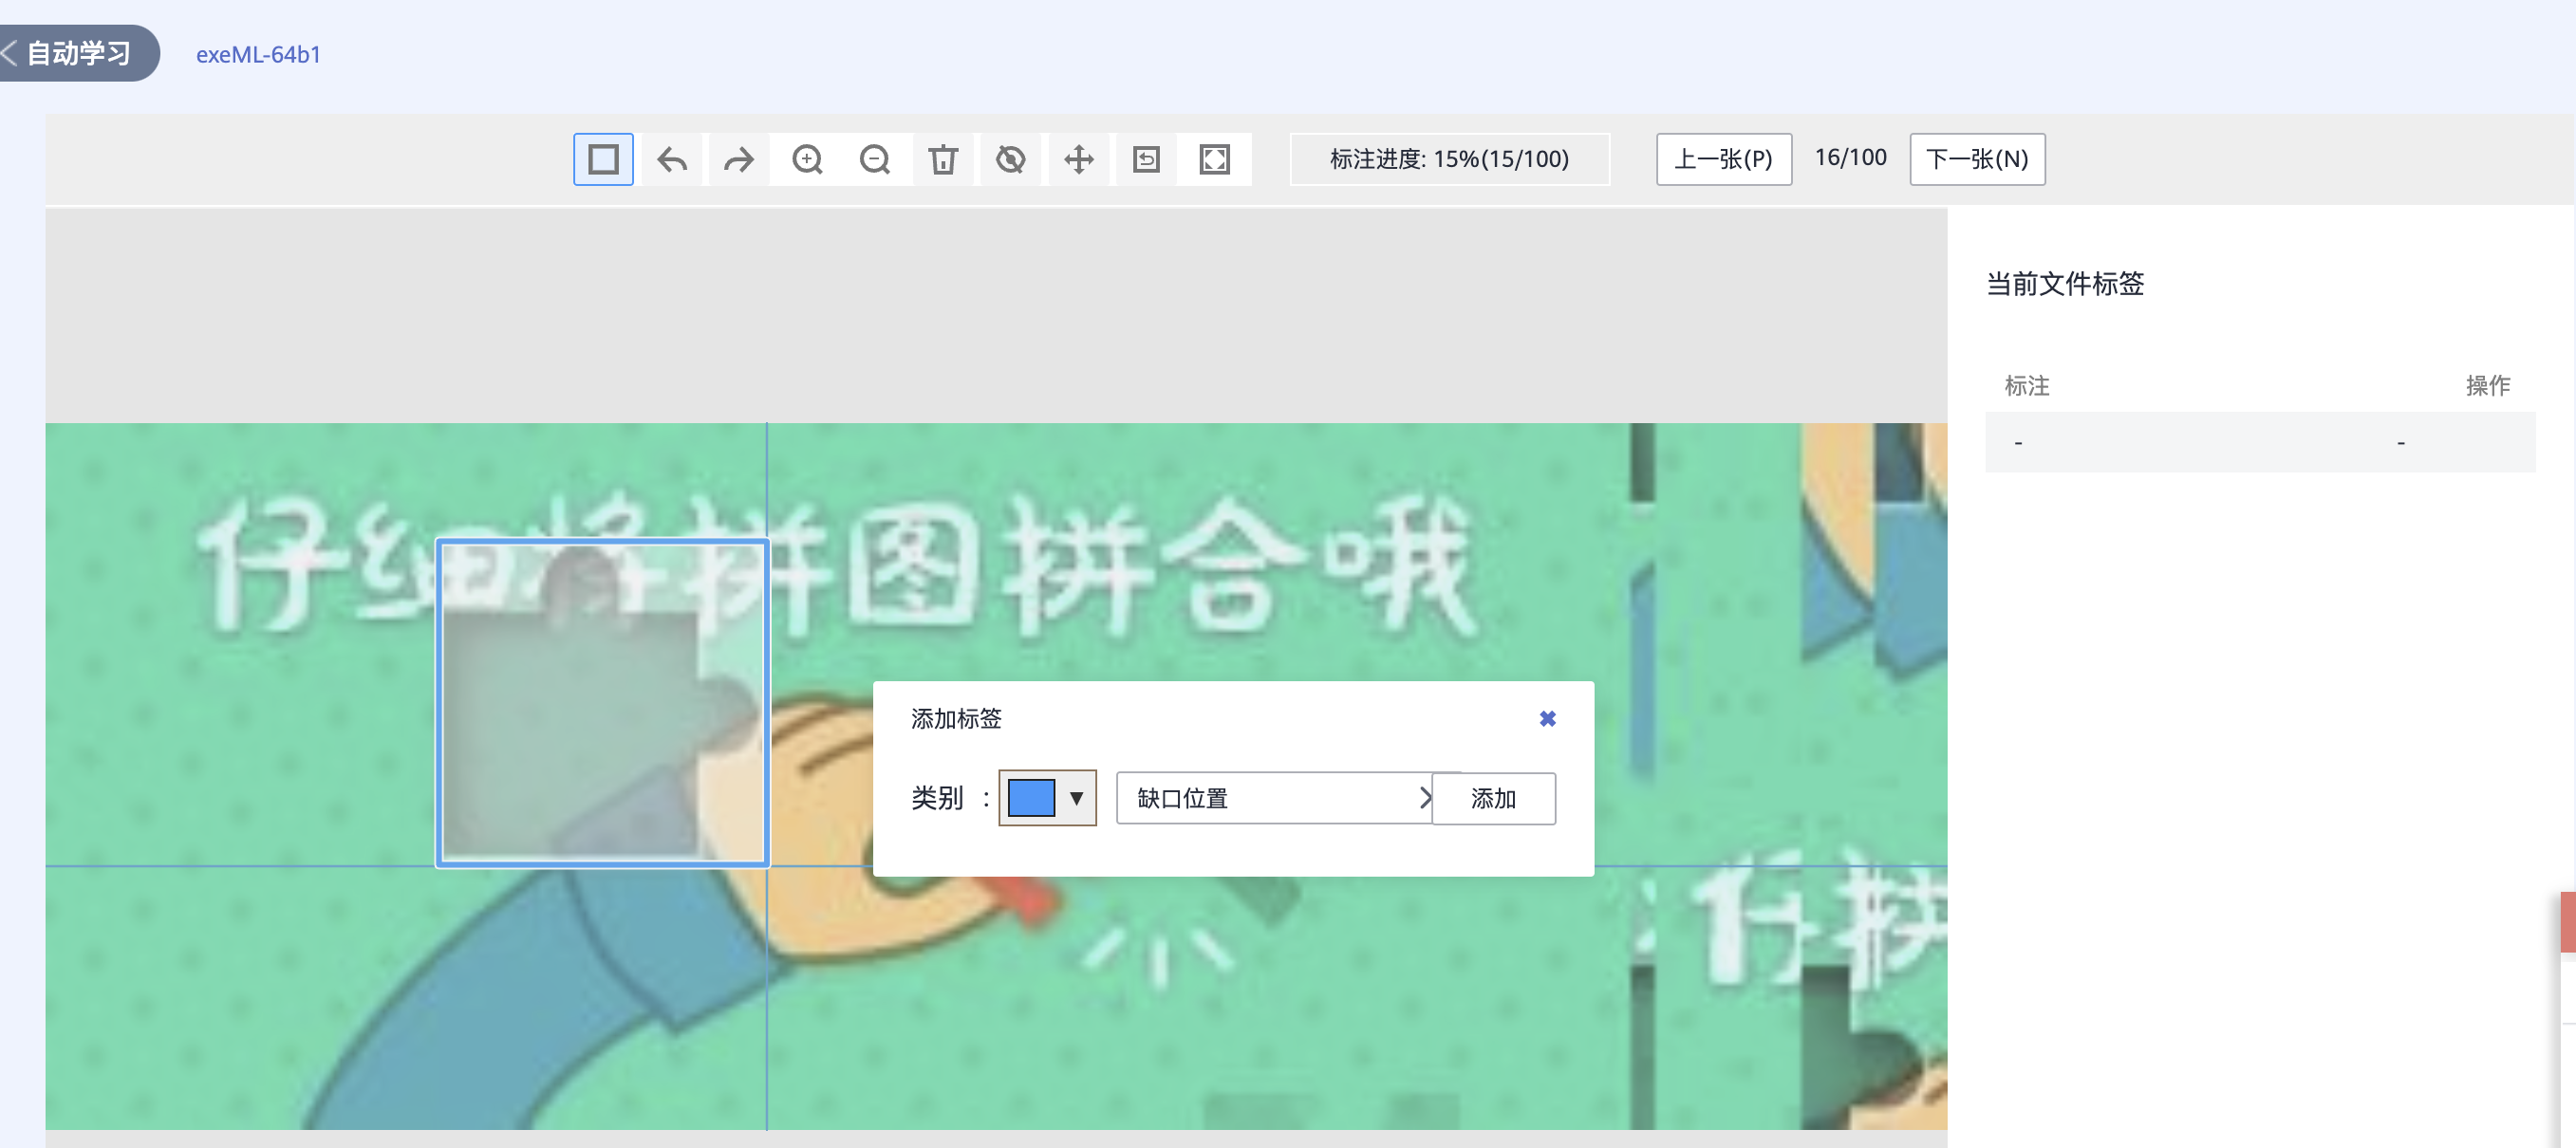 自动学习 exeML-64b1
标注进度: 15%(15/100) 上一张(P) 16/100 下一张(N)
当前文件标签
标注 操作
- -
仔细将拼图拼合哦
添加标签
类别 : 缺口位置 添加
仔拼